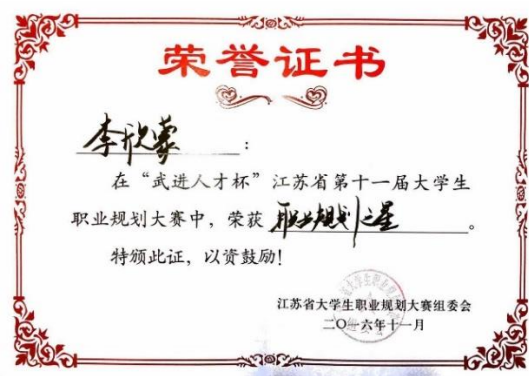 荣誉证书
李欣蒙：
在“武进人才杯”江苏省第十一届大学生
职业规划大赛中，荣获 职业规划之星 。
特颁此证，以资鼓励！
江苏省大学生职业规划大赛组委会
二〇一六年十一月